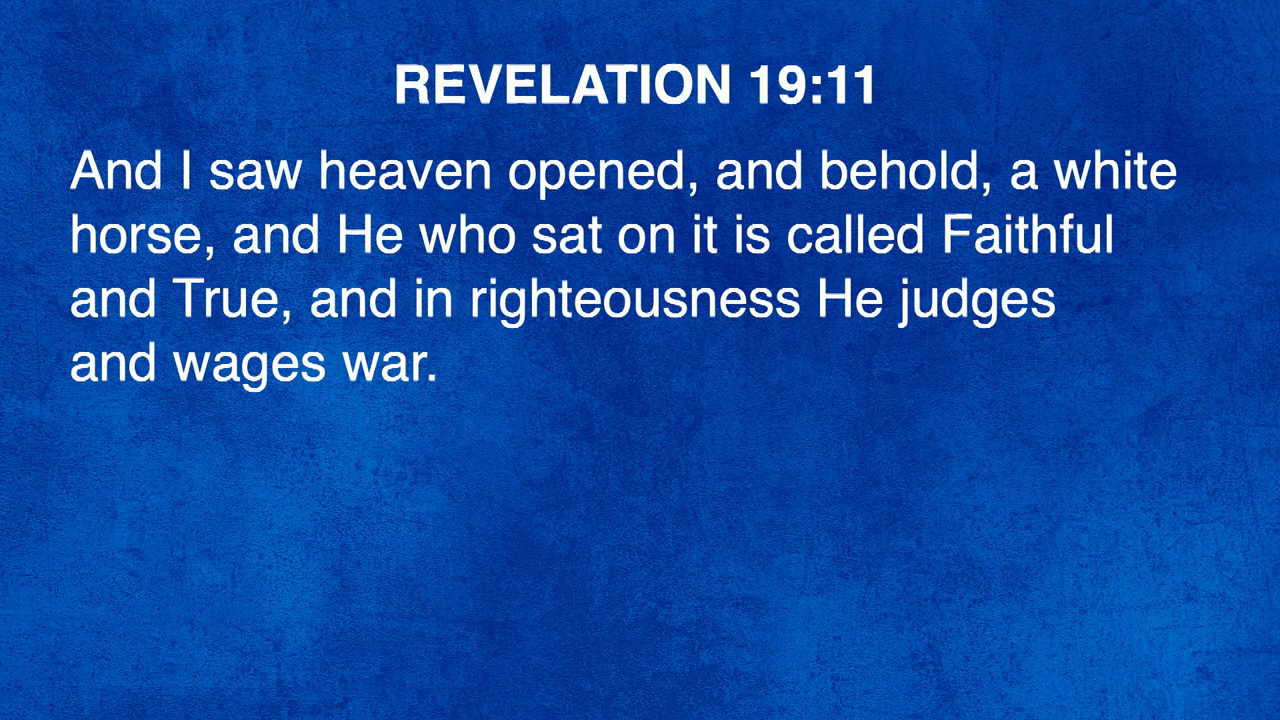 REVELATION 19:11
And I saw heaven opened, and behold, a white
horse, and He who sat on it is called Faithful
and True, and in righteousness He judges
and wages war.